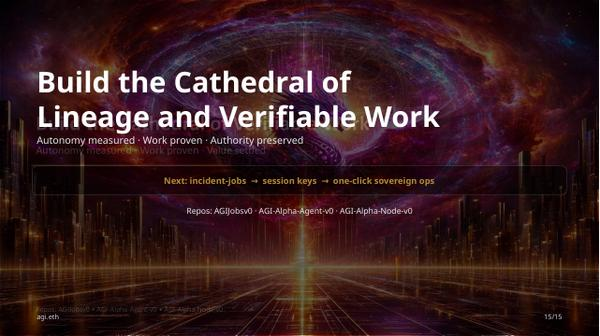 Build the Cathedral of
Lineage and Verifiable Work
Autonomy measured · Work proven · Authority preserved
Autonomy measured · Work proven · Value settled
Next: incident-jobs → session keys → one-click sovereign ops
Repos: AGIJobsv0 · AGI-Alpha-Agent-v0 · AGI-Alpha-Node-v0
Repos: AGIJobsv0 • AGI-Alpha-Agent-v0 • AGI-Alpha-Node-v0
agi.eth
15/15